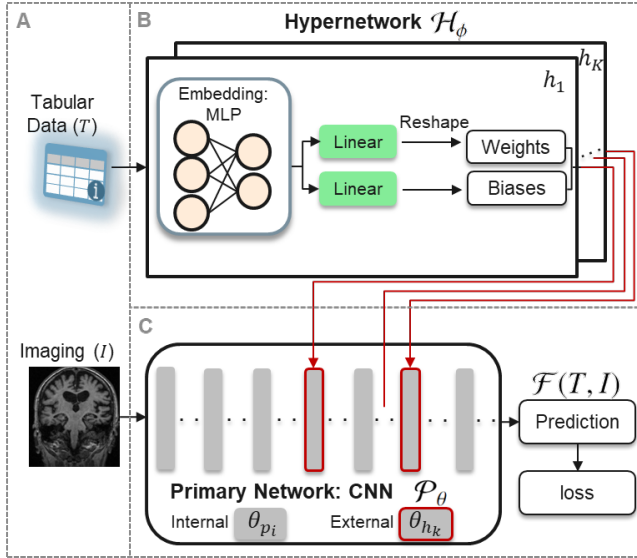 A
B
Hypernetwork ℋ_ϕ
h_K
h_1
Tabular
Data (T)
Embedding:
MLP
Linear
Reshape
Weights
Linear
Biases
i
C
Imaging (I)
ℱ(T, I)
Prediction
Primary Network: CNN 𝒫_θ
loss
Internal θ_{p_i} External θ_{h_k}